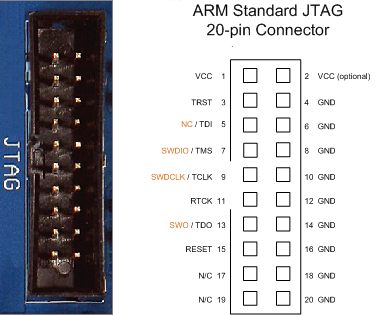 ARM Standard JTAG
20-pin Connector
VCC 1 2 VCC (optional)
TRST 3 4 GND
NC / TDI 5 6 GND
SWDIO / TMS 7 8 GND
SWDCLK / TCLK 9 10 GND
RTCK 11 12 GND
SWO / TDO 13 14 GND
RESET 15 16 GND
N/C 17 18 GND
N/C 19 20 GND
JTAG